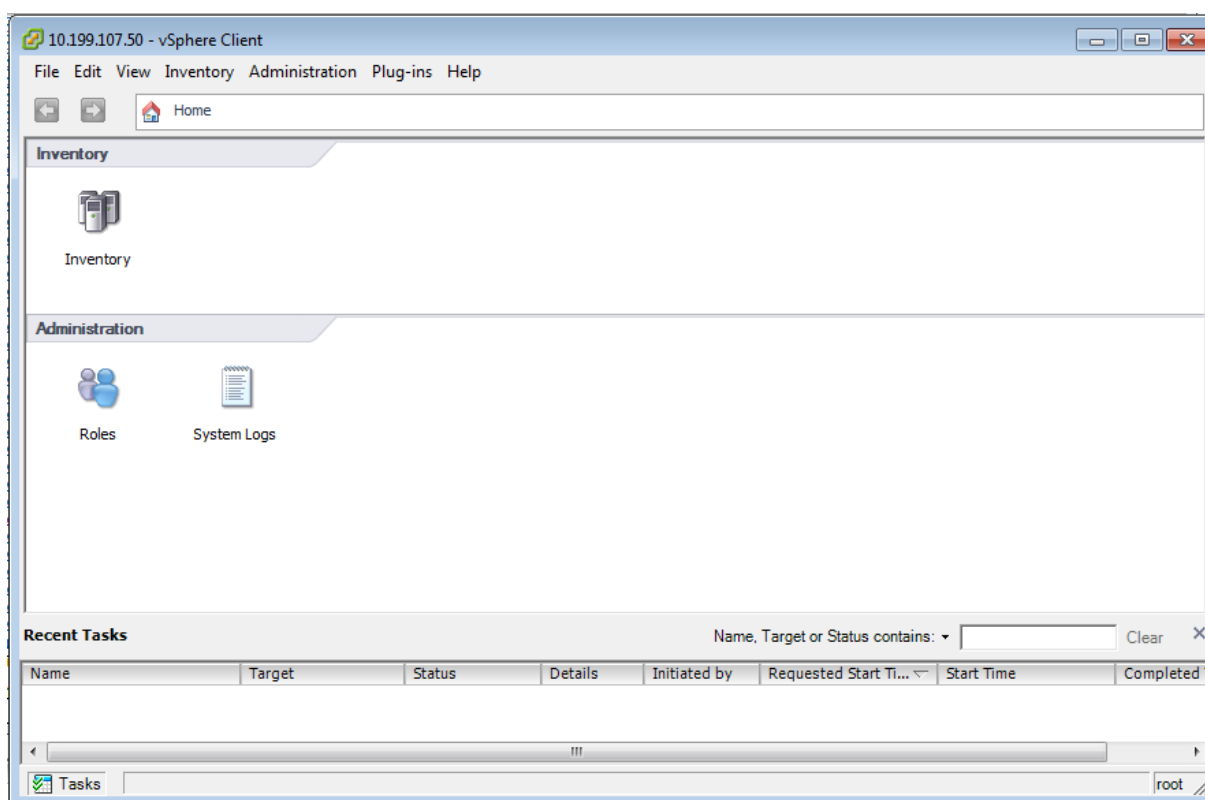 10.199.107.50 - vSphere Client
File Edit View Inventory Administration Plug-ins Help
Home
Inventory
Inventory
Administration
Roles System Logs
Recent Tasks Name, Target or Status contains: Clear
Name Target Status Details Initiated by Requested Start Ti... Start Time Completed
Tasks root